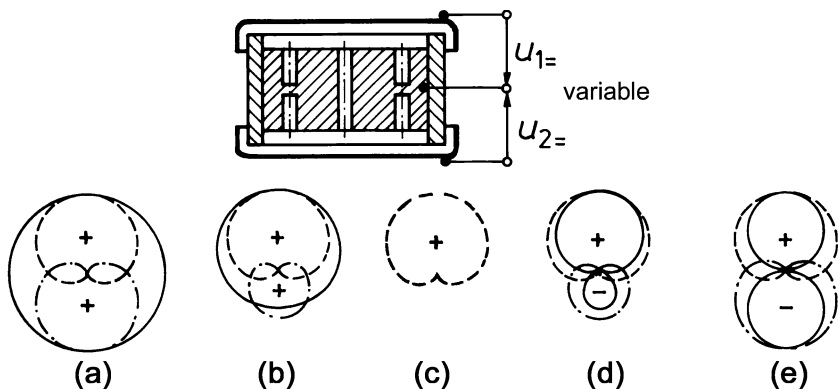 u1=
variable
u2=
+ + + - +
+ + - -
(a) (b) (c) (d) (e)